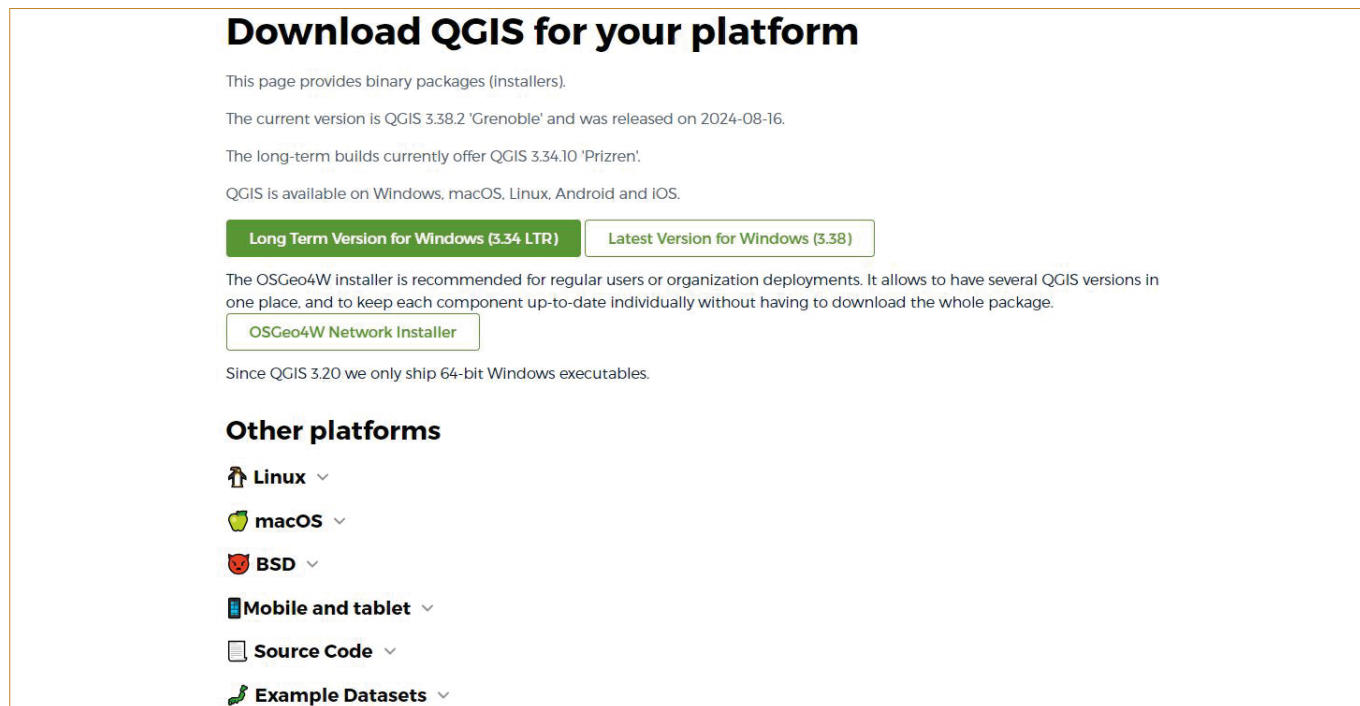 Download QGIS for your platform
This page provides binary packages (installers).
The current version is QGIS 3.38.2 'Grenoble' and was released on 2024-08-16.
The long-term builds currently offer QGIS 3.34.10 'Prizren'.
QGIS is available on Windows, macOS, Linux, Android and iOS.
Long Term Version for Windows (3.34 LTR) Latest Version for Windows (3.38)
The OSGeo4W installer is recommended for regular users or organization deployments. It allows to have several QGIS versions in
one place, and to keep each component up-to-date individually without having to download the whole package.
OSGeo4W Network Installer
Since QGIS 3.20 we only ship 64-bit Windows executables.
Other platforms
Linux
macOS
BSD
Mobile and tablet
Source Code
Example Datasets